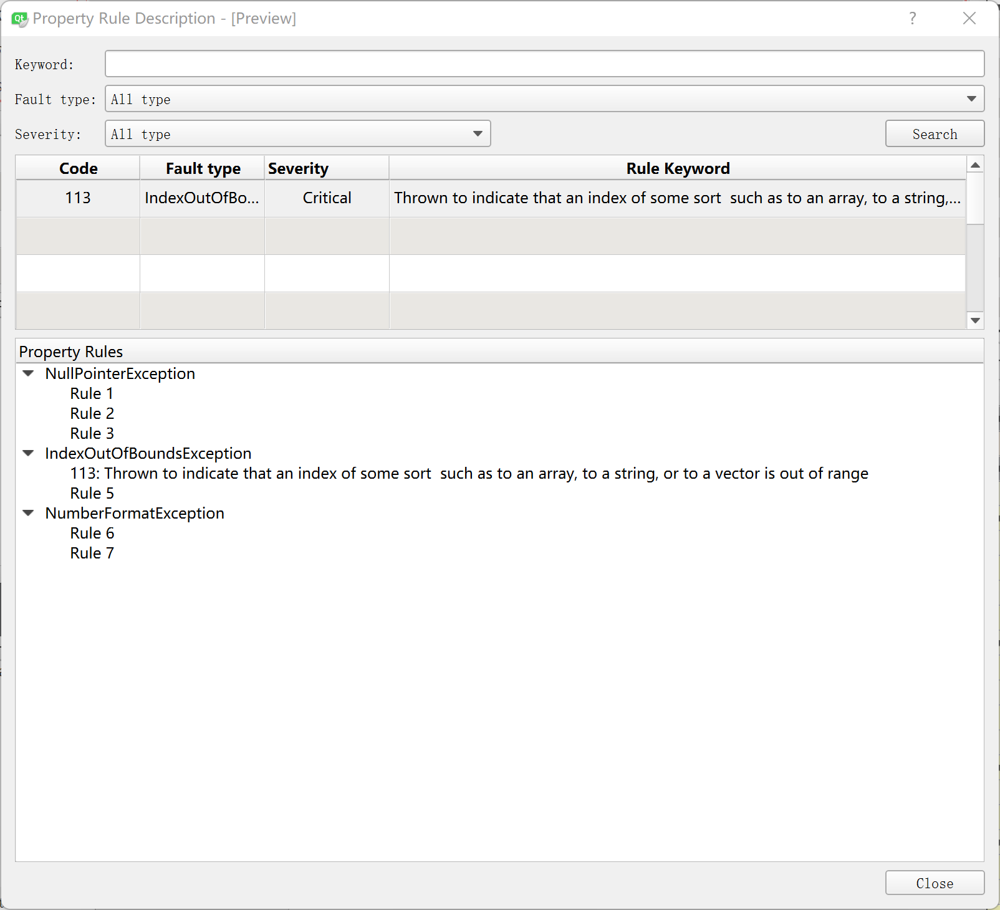 Qt Property Rule Description - [Preview] ?
Keyword:
Fault type: All type
Severity: All type Search
Code Fault type Severity Rule Keyword
113 IndexOutOfBo... Critical Thrown to indicate that an index of some sort  such as to an array, to a string,...
Property Rules
NullPointerException
Rule 1
Rule 2
Rule 3
IndexOutOfBoundsException
113: Thrown to indicate that an index of some sort  such as to an array, to a string, or to a vector is out of range
Rule 5
NumberFormatException
Rule 6
Rule 7
Close